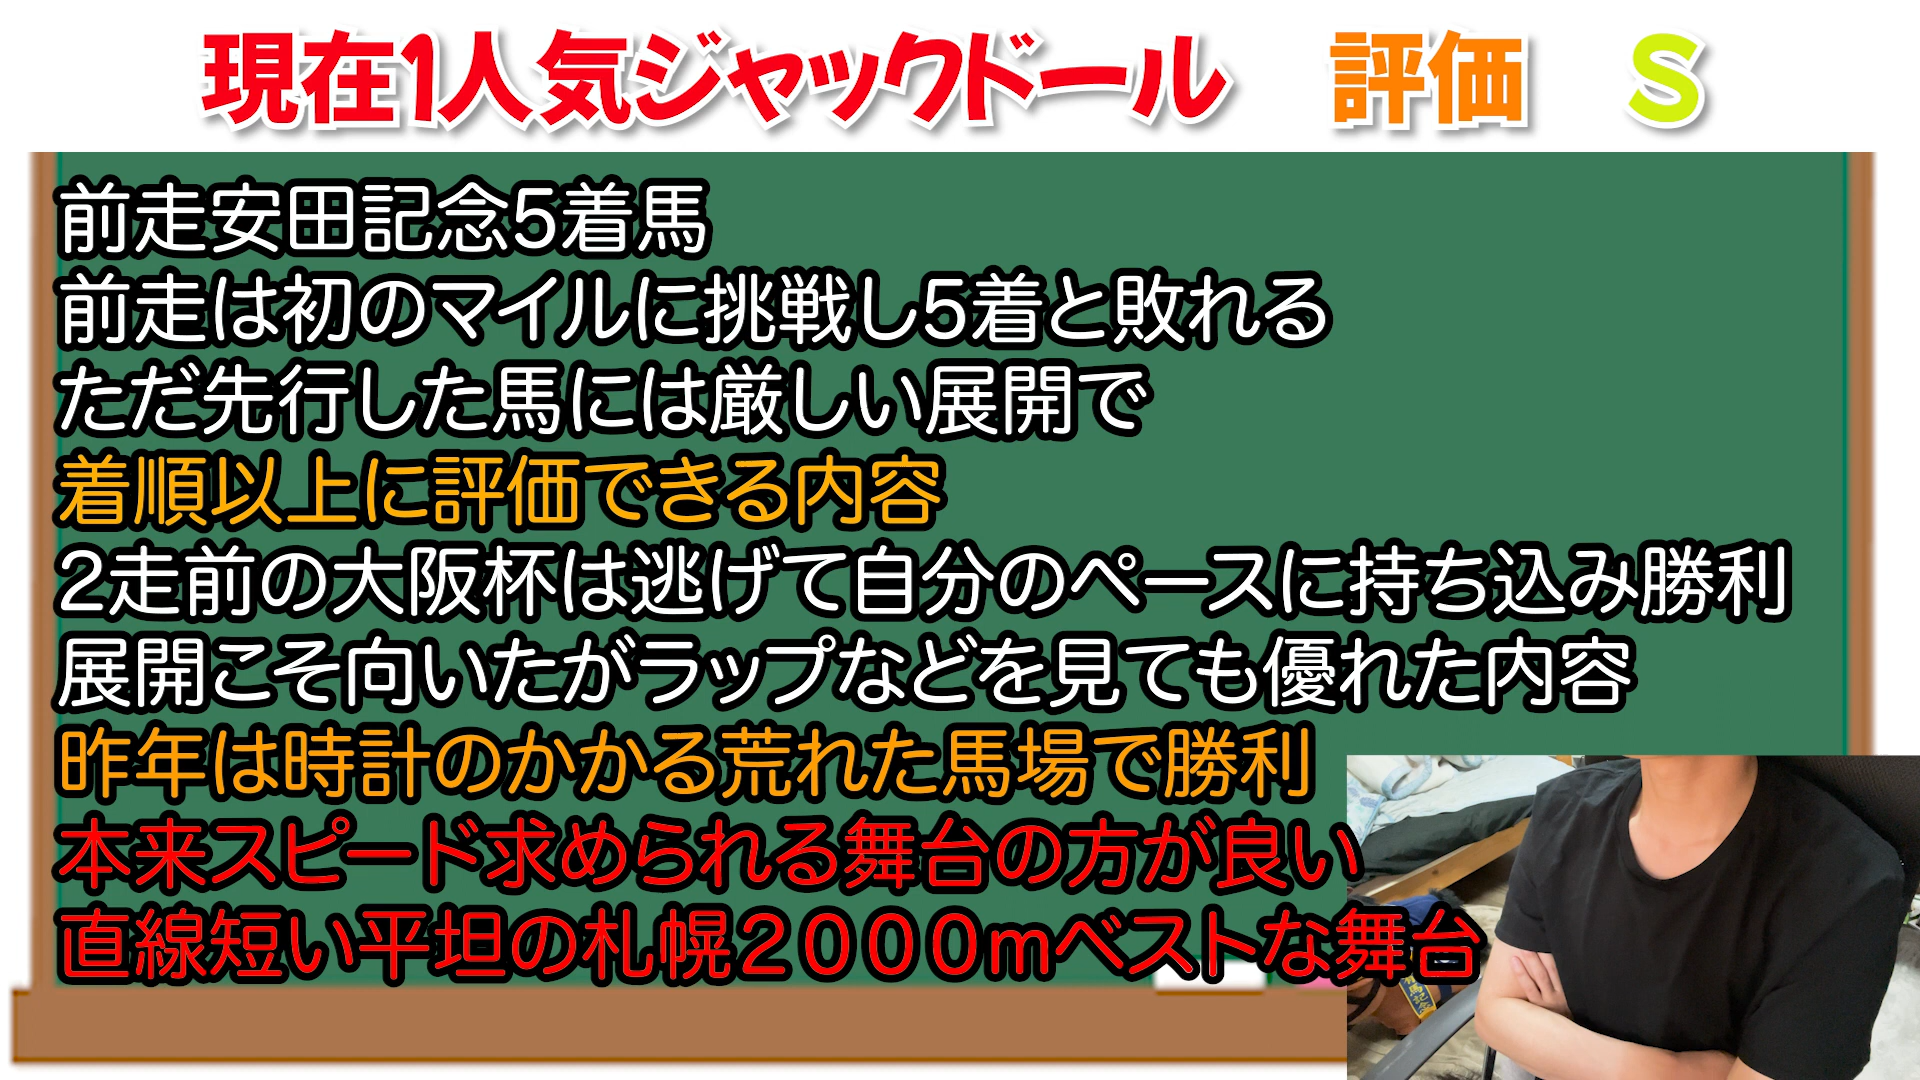 現在1人気ジャックドール 評価 S
前走安田記念5着馬
前走は初のマイルに挑戦し5着と敗れる
ただ先行した馬には厳しい展開で
着順以上に評価できる内容
2走前の大阪杯は逃げて自分のペースに持ち込み勝利
展開こそ向いたがラップなどを見ても優れた内容
昨年は時計のかかる荒れた馬場で勝利
本来スピード求められる舞台の方が良い
直線短い平坦の札幌2000mベストな舞台